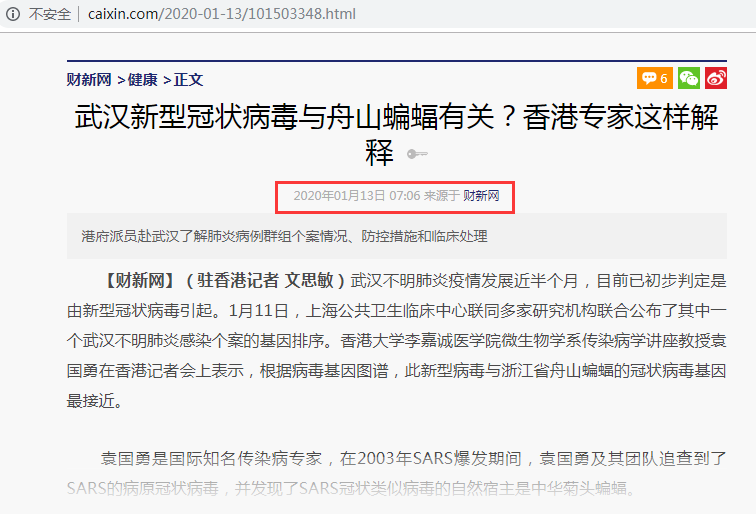 不安全 caixin.com/2020-01-13/101503348.html
财新网 >健康 >正文 6
武汉新型冠状病毒与舟山蝙蝠有关？香港专家这样解
释
2020年01月13日 07:06 来源于 财新网
港府派员赴武汉了解肺炎病例群组个案情况、防控措施和临床处理
【财新网】（驻香港记者 文思敏）武汉不明肺炎疫情发展近半个月，目前已初步判定是
由新型冠状病毒引起。1月11日，上海公共卫生临床中心联同多家研究机构联合公布了其中一
个武汉不明肺炎感染个案的基因排序。香港大学李嘉诚医学院微生物学系传染病学讲座教授袁
国勇在香港记者会上表示，根据病毒基因图谱，此新型病毒与浙江省舟山蝙蝠的冠状病毒基因
最接近。
袁国勇是国际知名传染病专家，在2003年SARS爆发期间，袁国勇及其团队追查到了
SARS的病原冠状病毒，并发现了SARS冠状类似病毒的自然宿主是中华菊头蝙蝠。